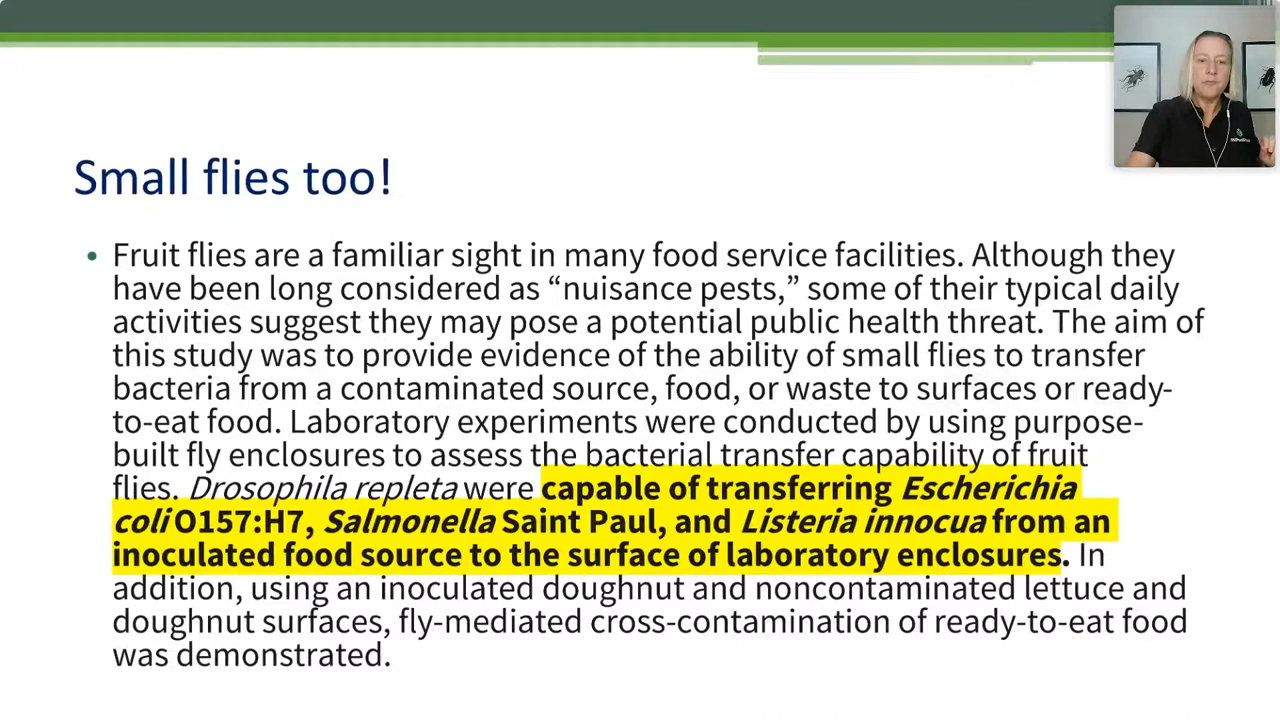 Small flies too!
• Fruit flies are a familiar sight in many food service facilities. Although they
have been long considered as “nuisance pests,” some of their typical daily
activities suggest they may pose a potential public health threat. The aim of
this study was to provide evidence of the ability of small flies to transfer
bacteria from a contaminated source, food, or waste to surfaces or ready-
to-eat food. Laboratory experiments were conducted by using purpose-
built fly enclosures to assess the bacterial transfer capability of fruit
flies. Drosophila repleta were capable of transferring Escherichia
coli O157:H7, Salmonella Saint Paul, and Listeria innocua from an
inoculated food source to the surface of laboratory enclosures. In
addition, using an inoculated doughnut and noncontaminated lettuce and
doughnut surfaces, fly-mediated cross-contamination of ready-to-eat food
was demonstrated.